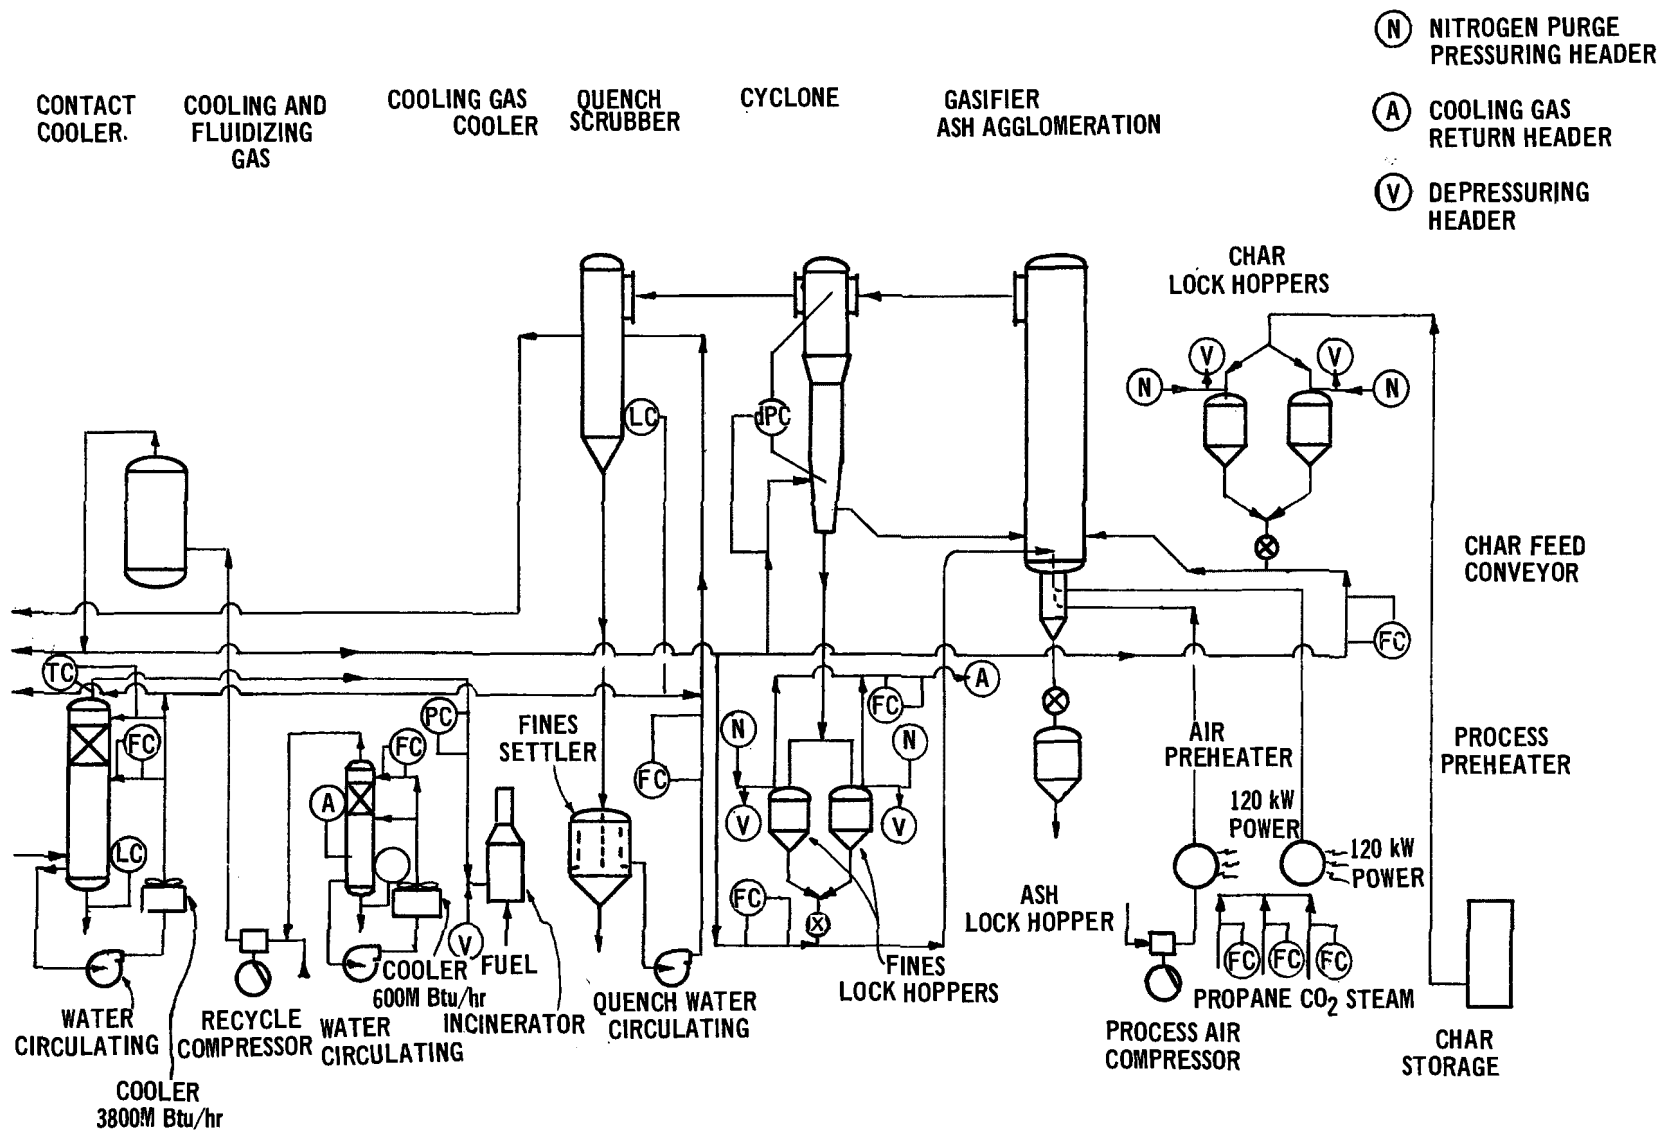 N NITROGEN PURGE
PRESSURING HEADER
A COOLING GAS
RETURN HEADER
V DEPRESSURING
HEADER
CONTACT
COOLER.
COOLING AND
FLUIDIZING
GAS
COOLING GAS
COOLER
QUENCH
SCRUBBER
CYCLONE
GASIFIER
ASH AGGLOMERATION
CHAR
LOCK HOPPERS
V
V
N
N
LC
dPC
CHAR FEED
CONVEYOR
FC
TC
A
FC
PC
FC
FC
N
N
FINES
SETTLER
FC
A
V
V
LC
FC
AIR
PREHEATER
PROCESS
PREHEATER
120 kW
POWER
120 kW
POWER
ASH
LOCK HOPPER
V
X
FC
FC
FC
COOLER
600M Btu/hr
FUEL
INCINERATOR
FINES
LOCK HOPPERS
QUENCH WATER
CIRCULATING
PROPANE CO2 STEAM
WATER
CIRCULATING
RECYCLE
COMPRESSOR
WATER
CIRCULATING
PROCESS AIR
COMPRESSOR
CHAR
STORAGE
COOLER
3800M Btu/hr